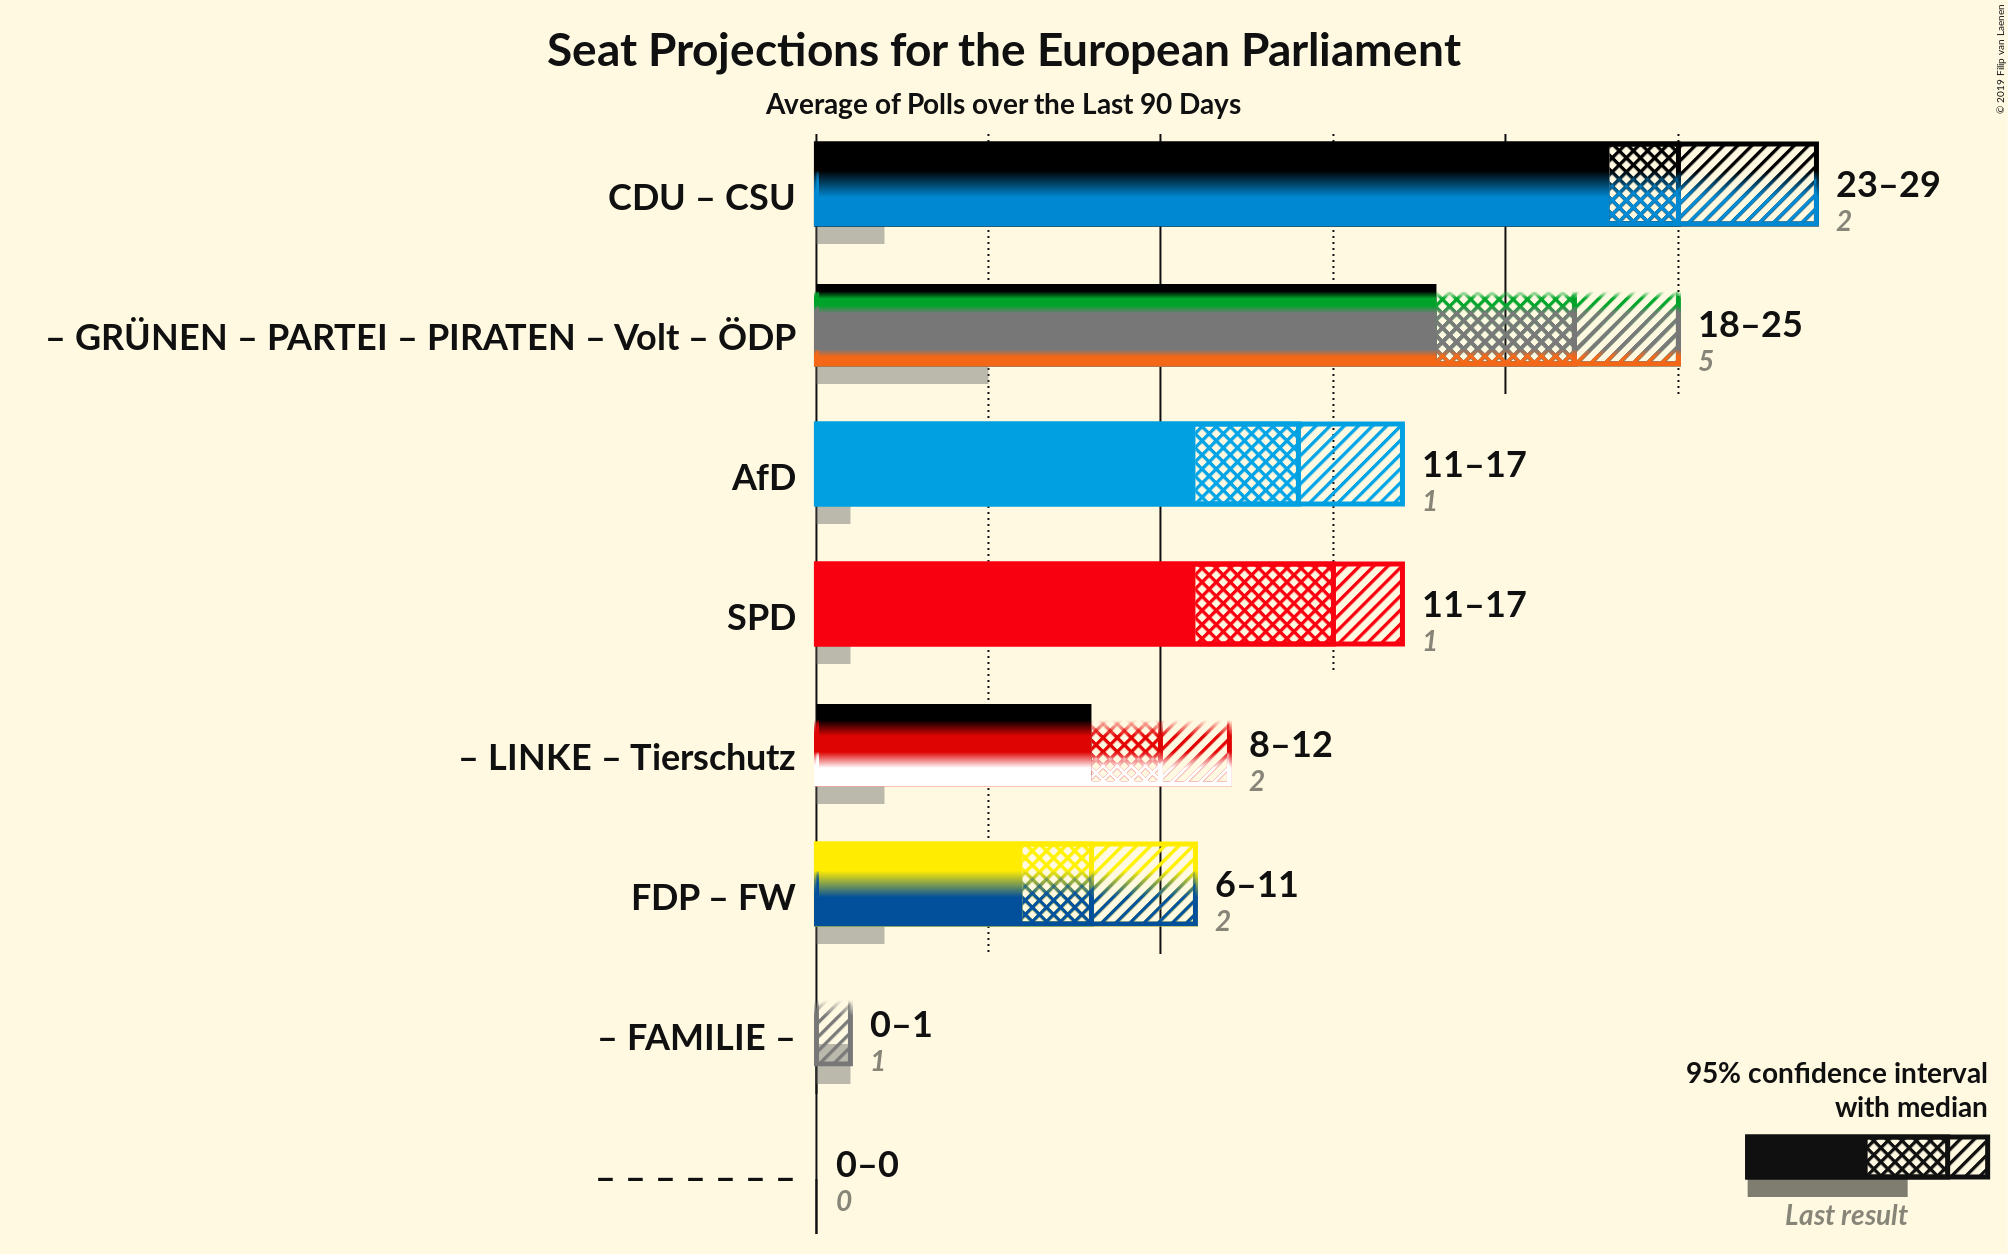 Seat Projections for the European Parliament
Average of Polls over the Last 90 Days
© 2019 Filip van Laenen
CDU – CSU
23–29
2
– GRÜNEN – PARTEI – PIRATEN – Volt – ÖDP
18–25
5
AfD
11–17
1
SPD
11–17
1
– LINKE – Tierschutz
8–12
2
FDP – FW
6–11
2
– FAMILIE –
0–1
1
– – – – – – –
0–0
0
95% confidence interval
with median
Last result